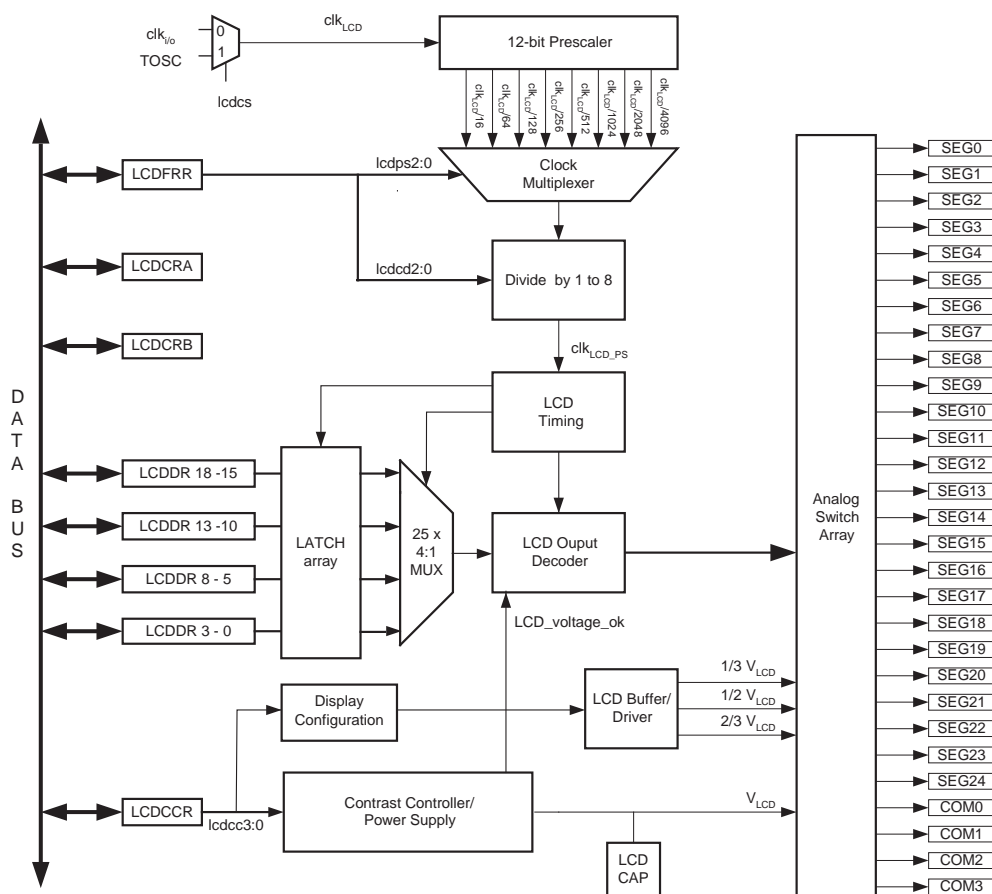 clk_i/o
0
clk_LCD
12-bit Prescaler
TOSC
1
lcdcs
clk_LCD/16
clk_LCD/64
clk_LCD/128
clk_LCD/256
clk_LCD/512
clk_LCD/1024
clk_LCD/2048
clk_LCD/4096
LCDFRR
lcdps2:0
Clock
Multiplexer
LCDCRA
lcdcd2:0
Divide by 1 to 8
LCDCRB
clk_LCD_PS
DATA BUS
LCD
Timing
LCDDR 18 -15
LCDDR 13 -10
LCDDR 8 - 5
LCDDR 3 - 0
LATCH
array
25 x
4:1
MUX
LCD Ouput
Decoder
LCD_voltage_ok
Analog
Switch
Array
Display
Configuration
LCD Buffer/
Driver
1/3 V_LCD
1/2 V_LCD
2/3 V_LCD
LCDCCR
lcdcc3:0
Contrast Controller/
Power Supply
V_LCD
LCD
CAP
SEG0
SEG1
SEG2
SEG3
SEG4
SEG5
SEG6
SEG7
SEG8
SEG9
SEG10
SEG11
SEG12
SEG13
SEG14
SEG15
SEG16
SEG17
SEG18
SEG19
SEG20
SEG21
SEG22
SEG23
SEG24
COM0
COM1
COM2
COM3